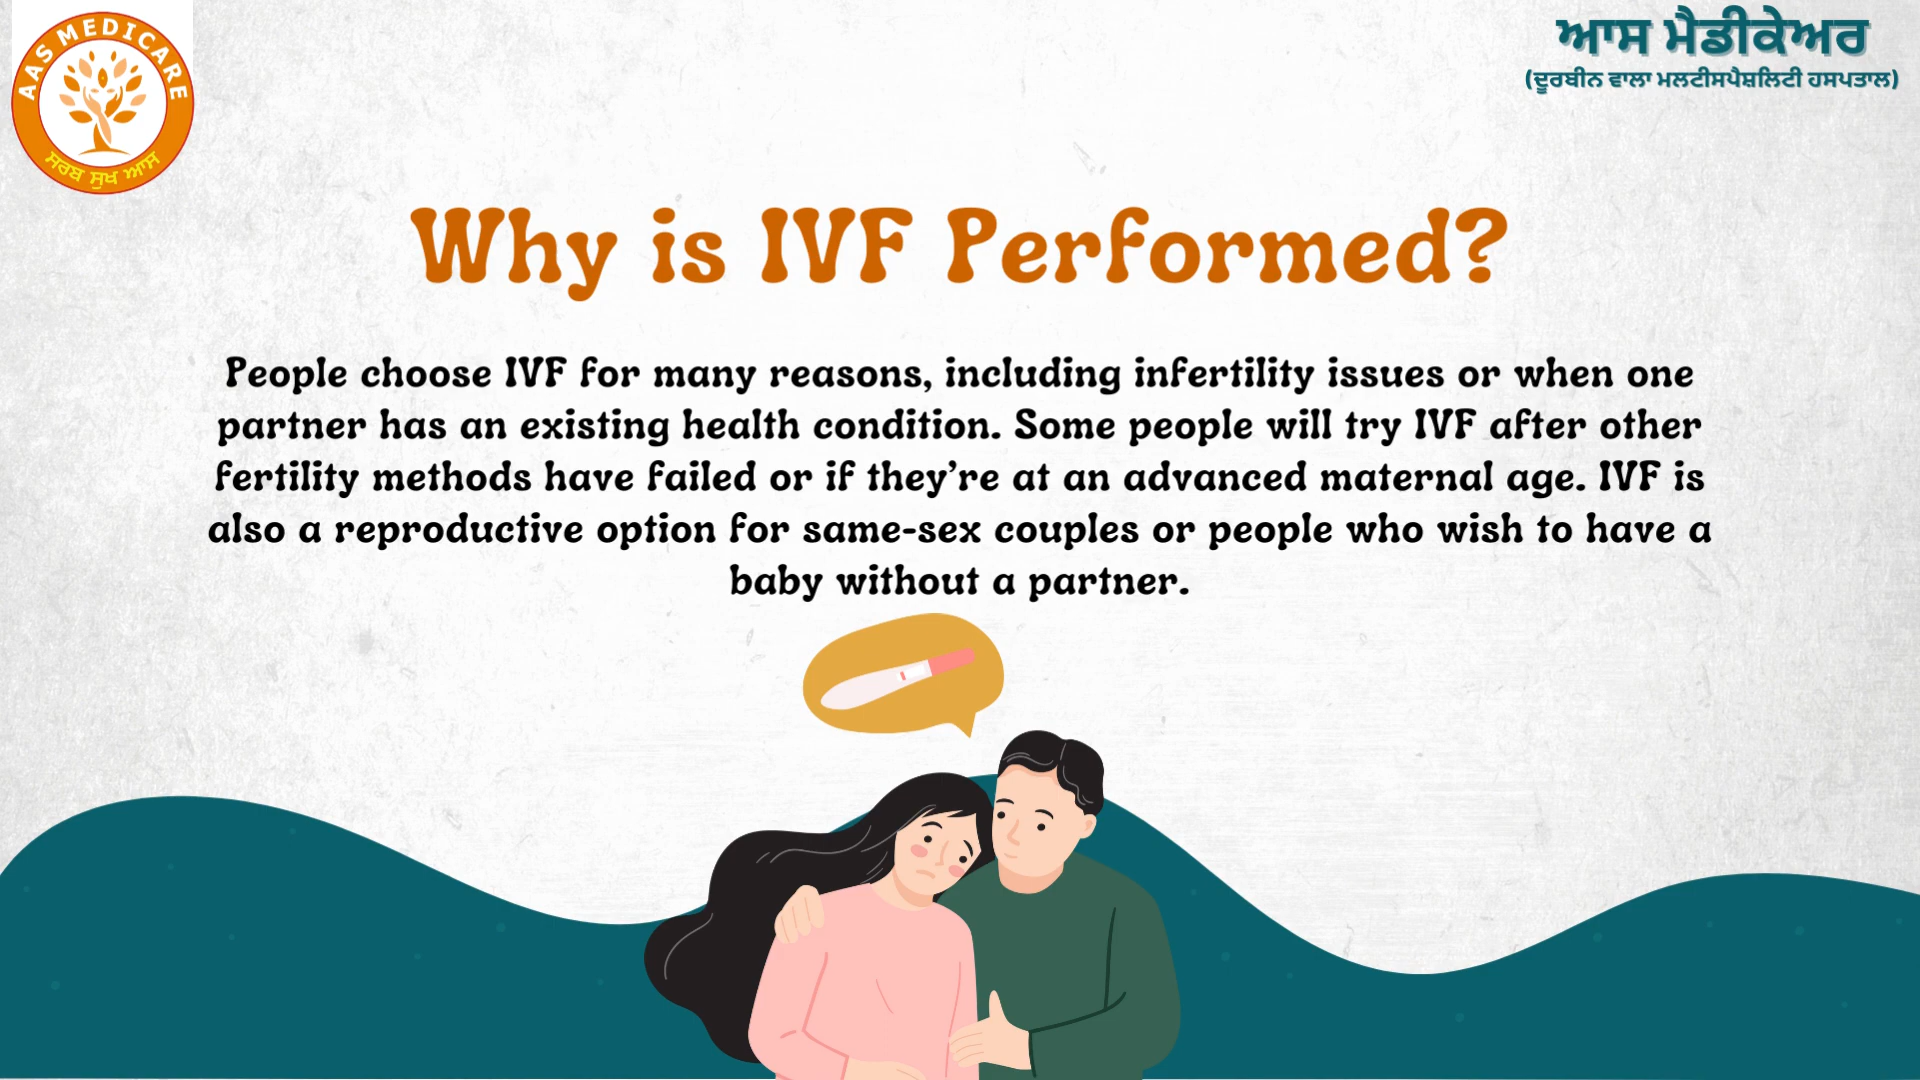 AAS MEDICARE
ਸਰਬ ਸੁਖ ਆਸ
ਆਸ ਮੈਡੀਕੇਅਰ
(ਦੂਰਬੀਨ ਵਾਲਾ ਮਲਟੀਸਪੈਸ਼ਲਿਟੀ ਹਸਪਤਾਲ)
Why is IVF Performed?
People choose IVF for many reasons, including infertility issues or when one
partner has an existing health condition. Some people will try IVF after other
fertility methods have failed or if they’re at an advanced maternal age. IVF is
also a reproductive option for same-sex couples or people who wish to have a
baby without a partner.